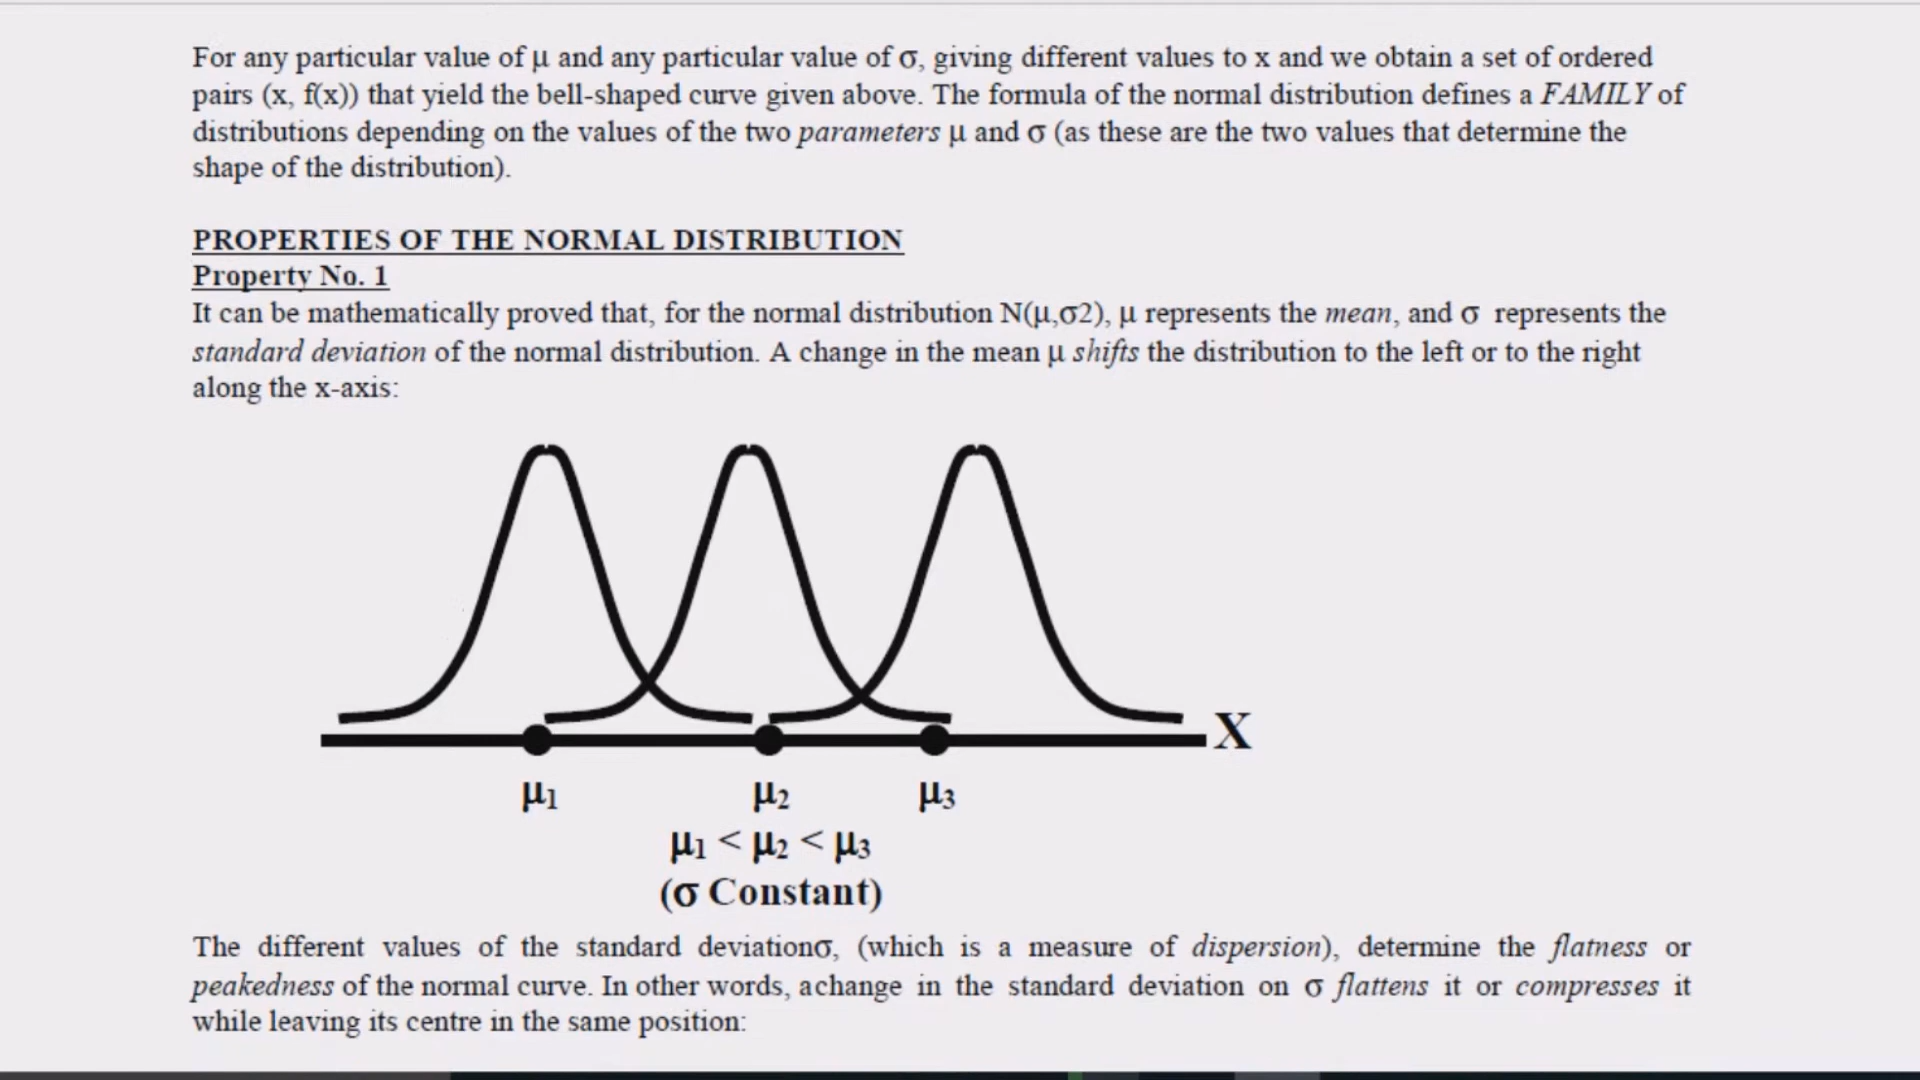 For any particular value of μ and any particular value of σ, giving different values to x and we obtain a set of ordered
pairs (x, f(x)) that yield the bell-shaped curve given above. The formula of the normal distribution defines a FAMILY of
distributions depending on the values of the two parameters μ and σ (as these are the two values that determine the
shape of the distribution).
PROPERTIES OF THE NORMAL DISTRIBUTION
Property No. 1
It can be mathematically proved that, for the normal distribution N(μ,σ2), μ represents the mean, and σ represents the
standard deviation of the normal distribution. A change in the mean μ shifts the distribution to the left or to the right
along the x-axis:
X
μ1 μ2 μ3
μ1 < μ2 < μ3
(σ Constant)
The different values of the standard deviationσ, (which is a measure of dispersion), determine the flatness or
peakedness of the normal curve. In other words, achange in the standard deviation on σ flattens it or compresses it
while leaving its centre in the same position: